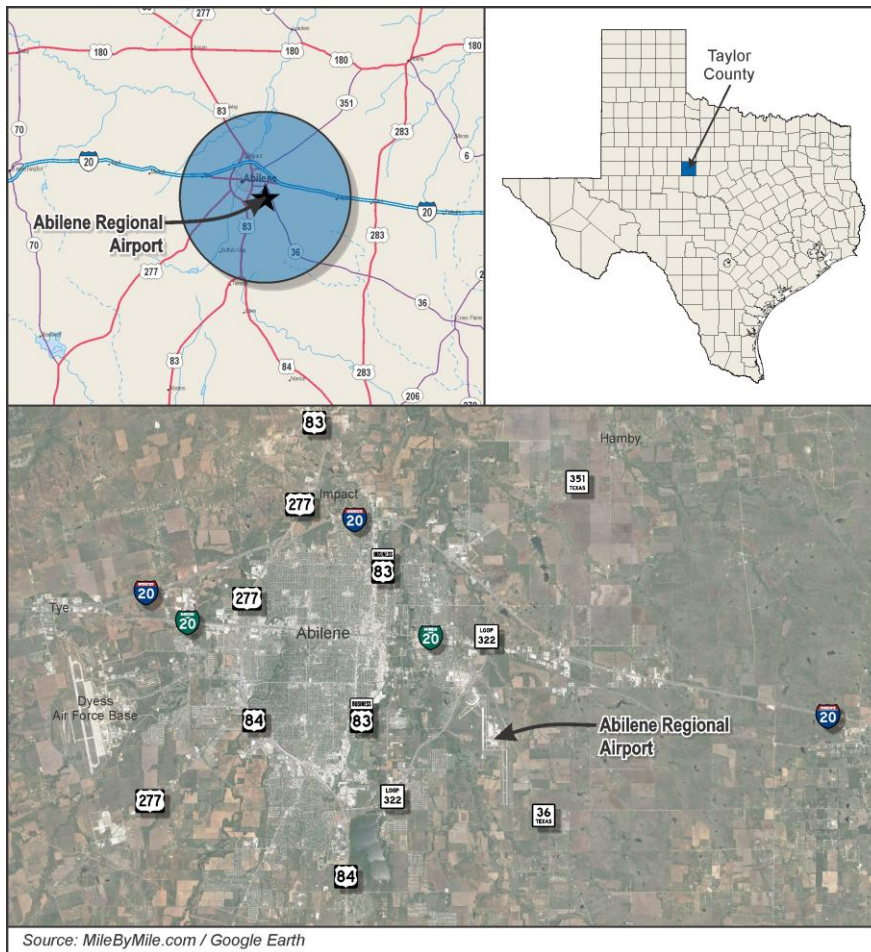 277
180
180
180
83
351
283
70
6
20
Abilene
Abilene Regional
Airport
20
83
70
36
283
277
36
83
84
283
206
Taylor
County
83
Hamby
351
TEXAS
277
Impact
20
BUSINESS
83
20
277
Tye
20
Abilene
20
LOOP
322
Dyess
Air Force Base
84
BUSINESS
83
Abilene Regional
Airport
20
277
LOOP
322
36
TEXAS
84
Source: MileByMile.com / Google Earth